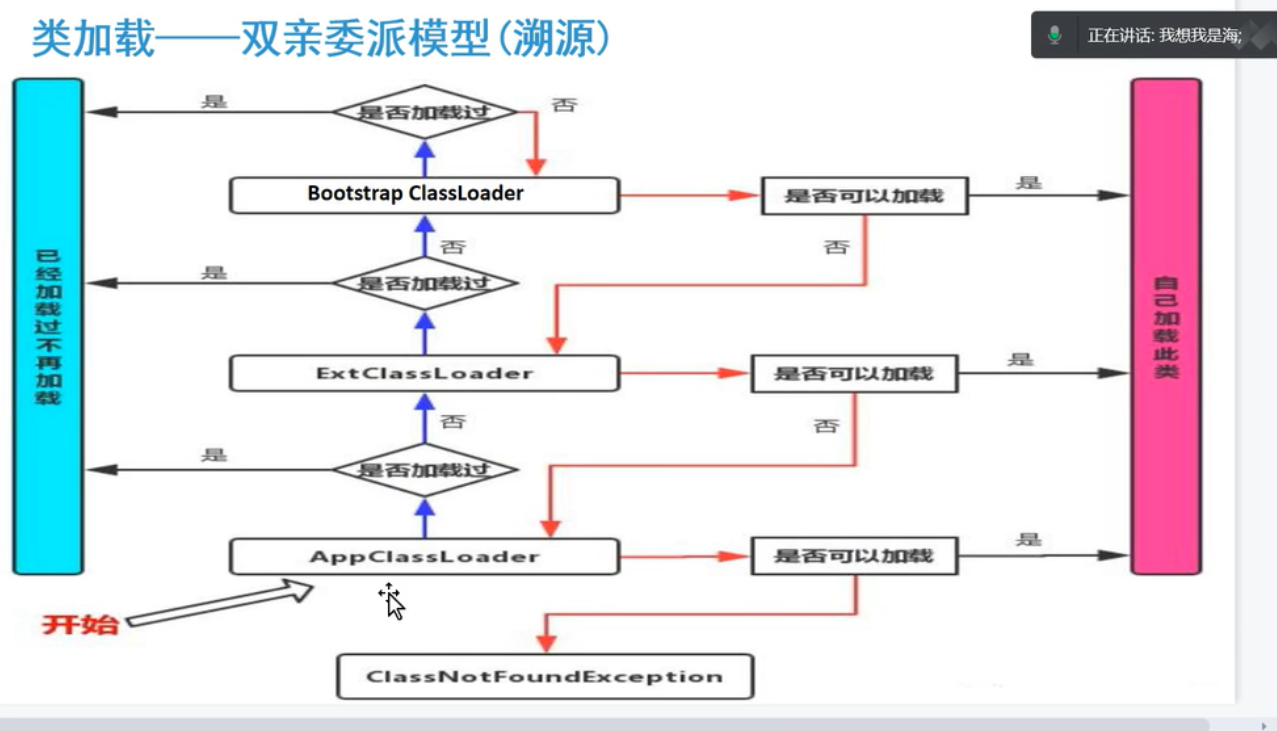 类加载——双亲委派模型(溯源)
正在讲话: 我想我是海;
是
是否加载过
否
Bootstrap ClassLoader
是否可以加载
是
否
否
是
是否加载过
已经加载过不再加载
自己加载此类
ExtClassLoader
是否可以加载
是
否
否
是
是否加载过
AppClassLoader
是否可以加载
是
开始
ClassNotFoundException